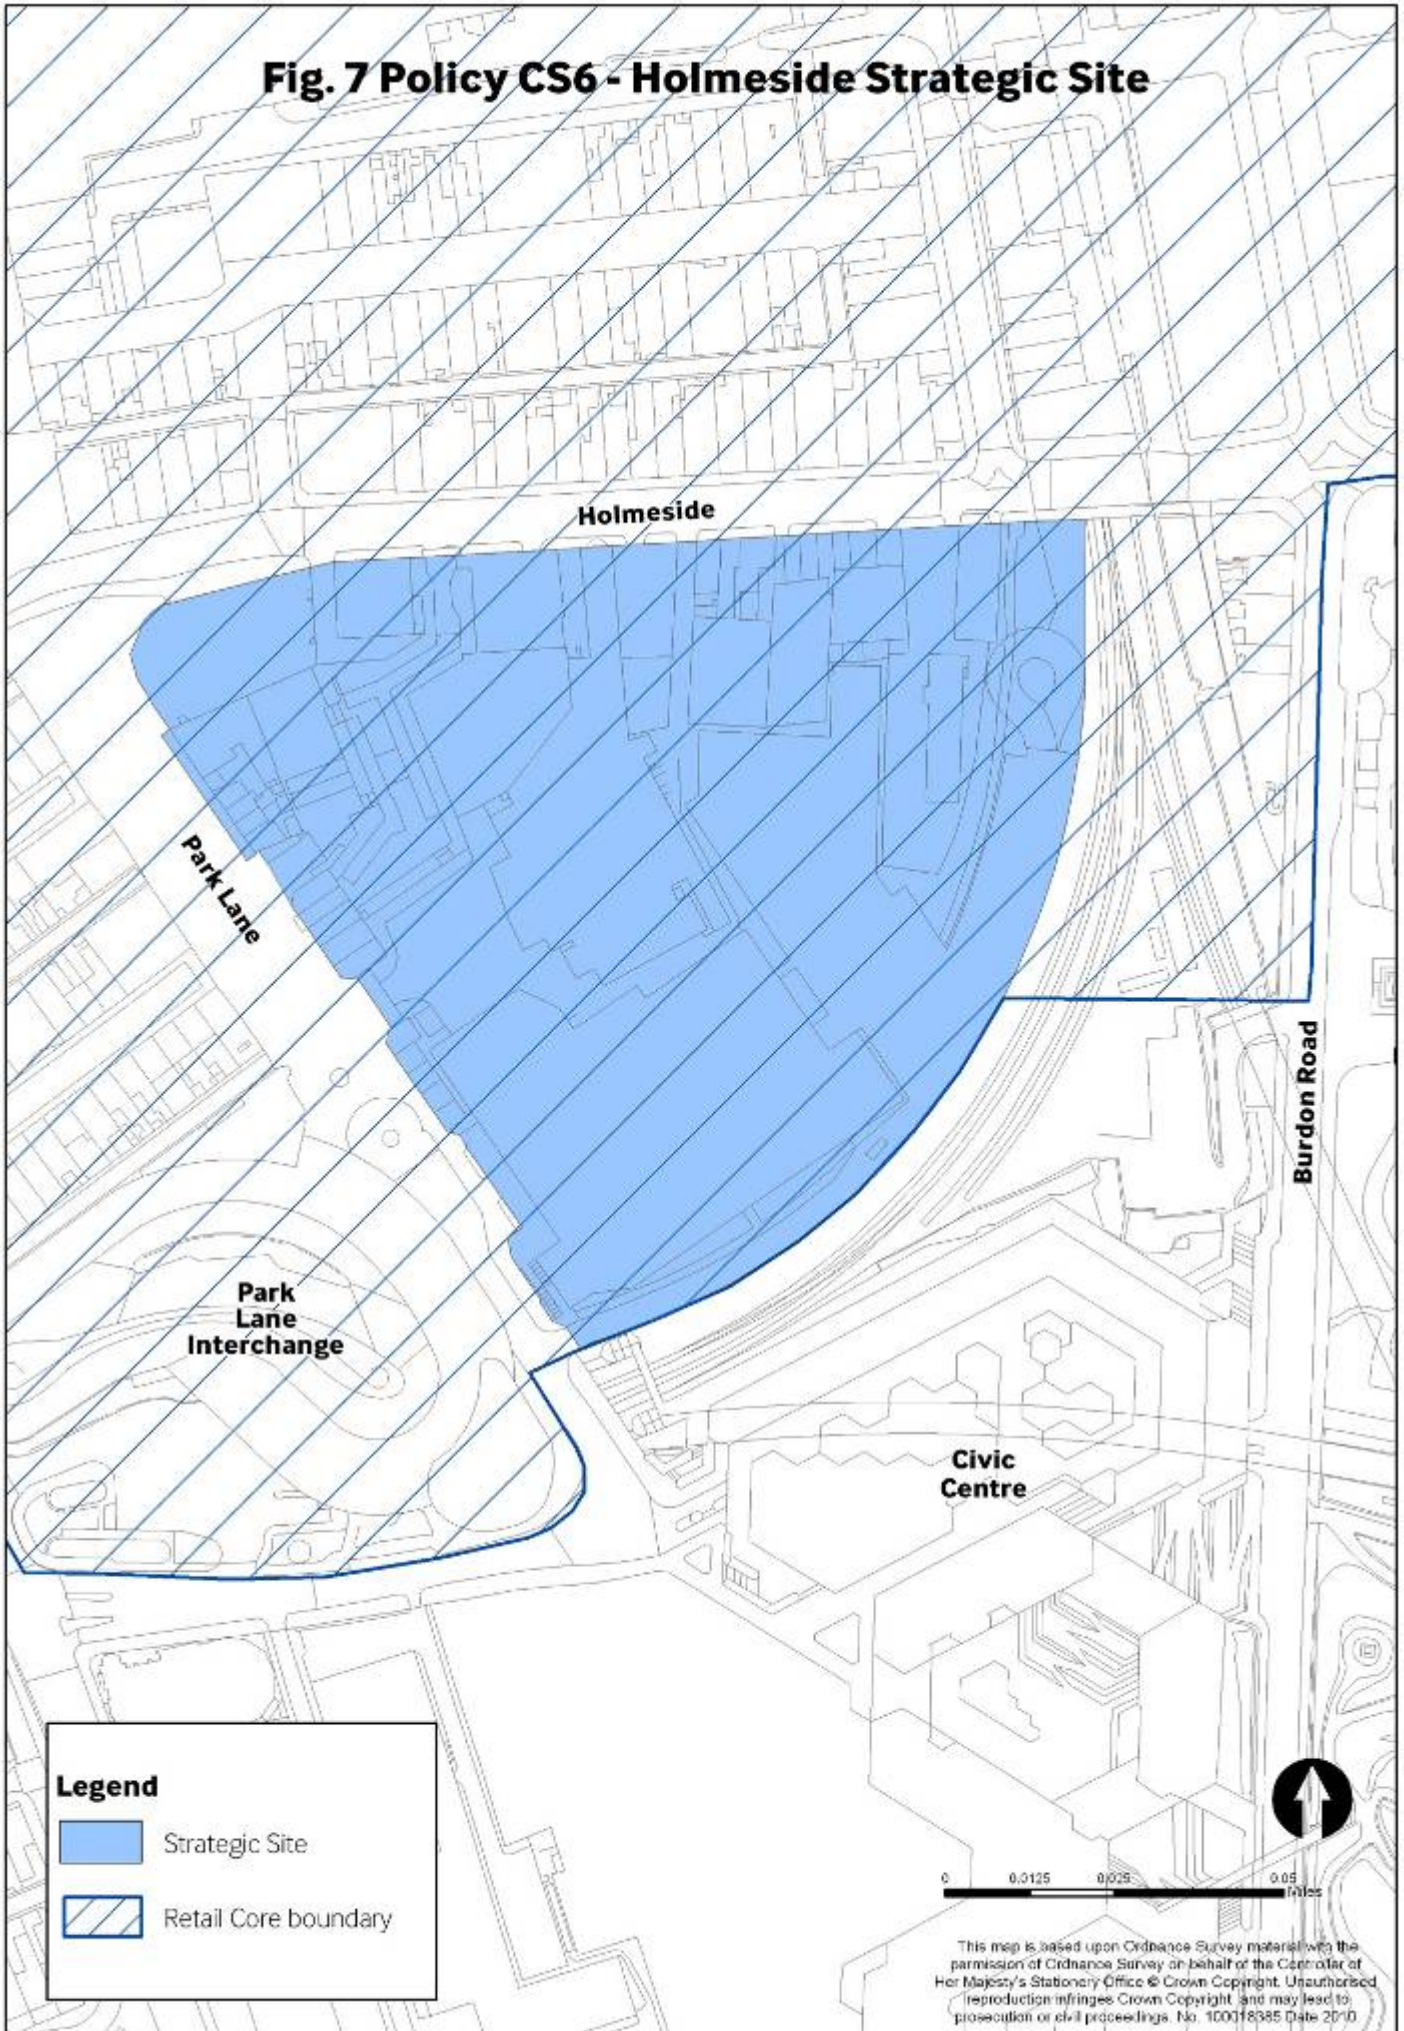 Fig. 7 Policy CS6 - Holmeside Strategic Site
Holmeside
Park Lane
Burdon Road
Park
Lane
Interchange
Civic
Centre
Legend
Strategic Site
Retail Core boundary
0 0.0125 0.025 0.05
Miles
This map is based upon Ordnance Survey material with the
permission of Ordnance Survey on behalf of the Controller of
Her Majesty's Stationery Office © Crown Copyright. Unauthorised
reproduction infringes Crown Copyright and may lead to
prosecution or civil proceedings. No. 100018385 Date 2010